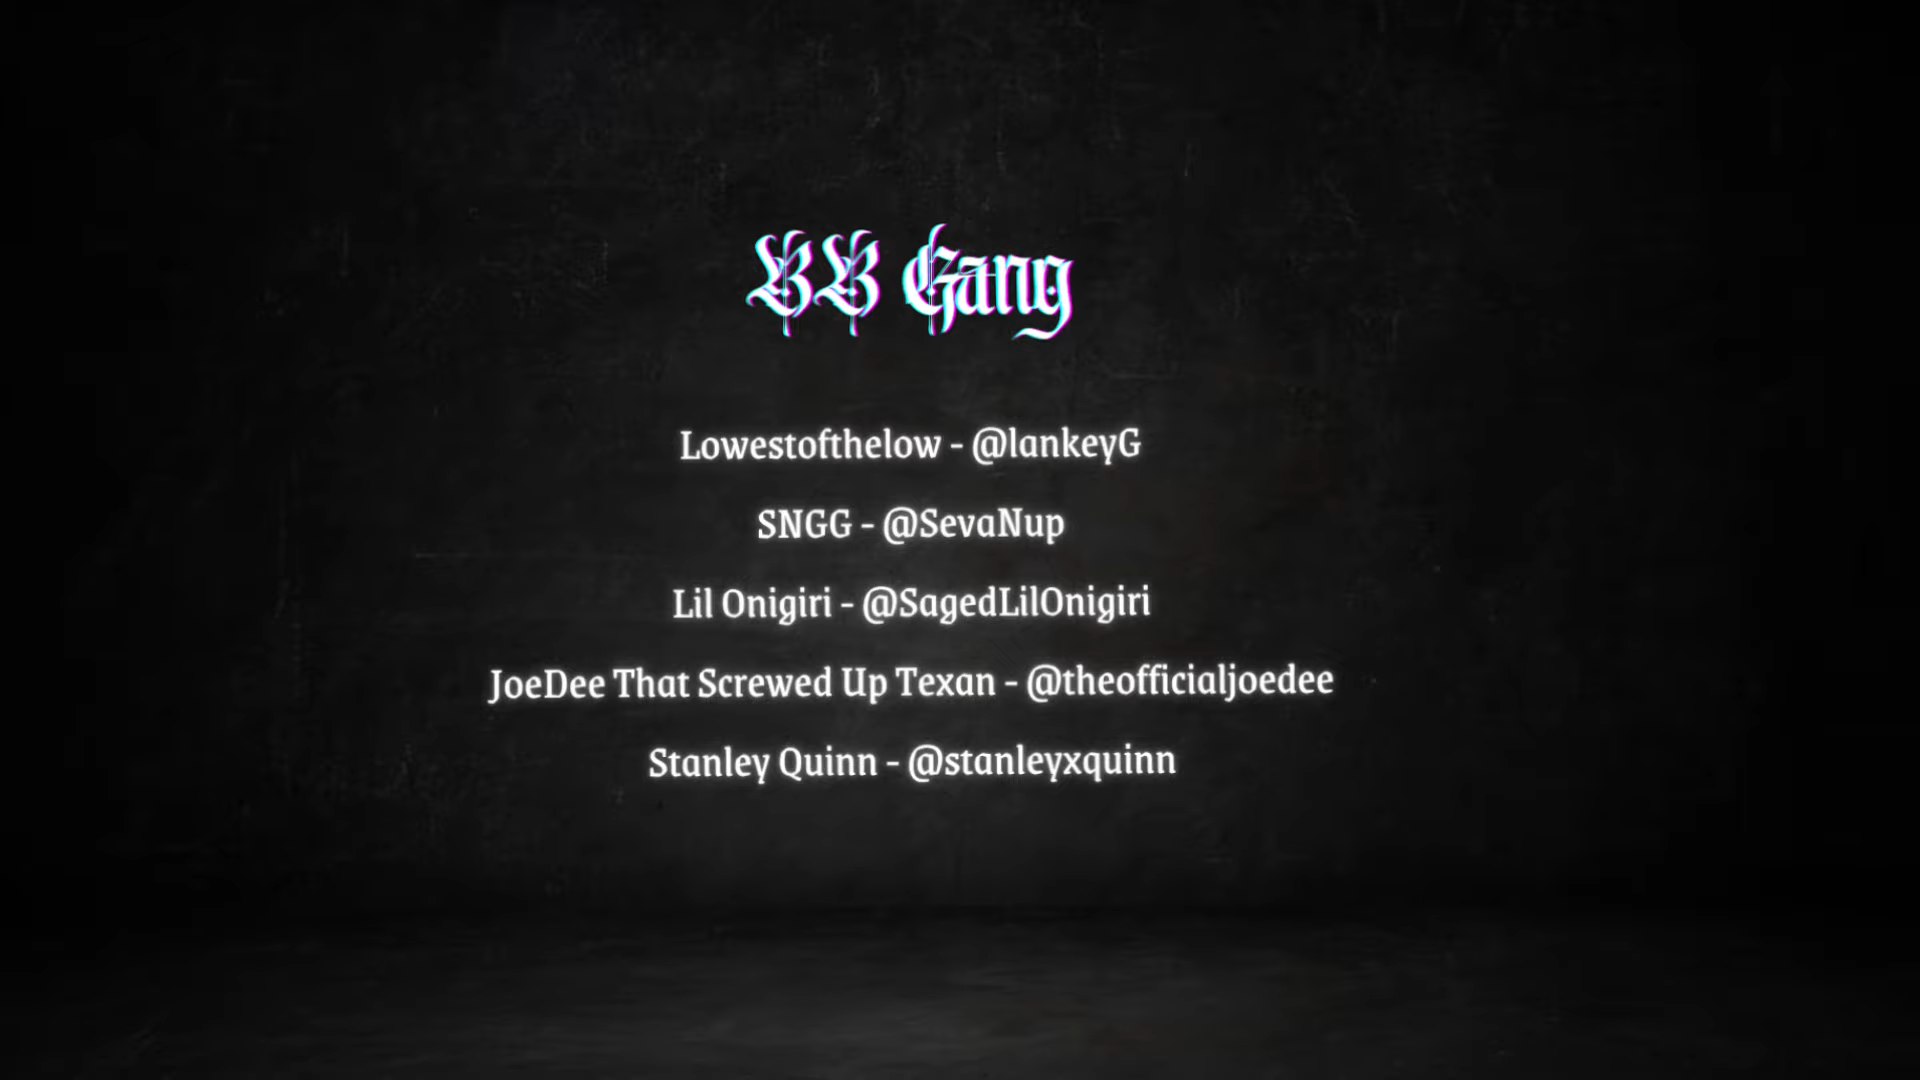 BB Gang
Lowestofthelow - @lankeyG
SNGG - @SevaNup
Lil Onigiri - @SagedLilOnigiri
JoeDee That Screwed Up Texan - @theofficialjoedee
Stanley Quinn - @stanleyxquinn